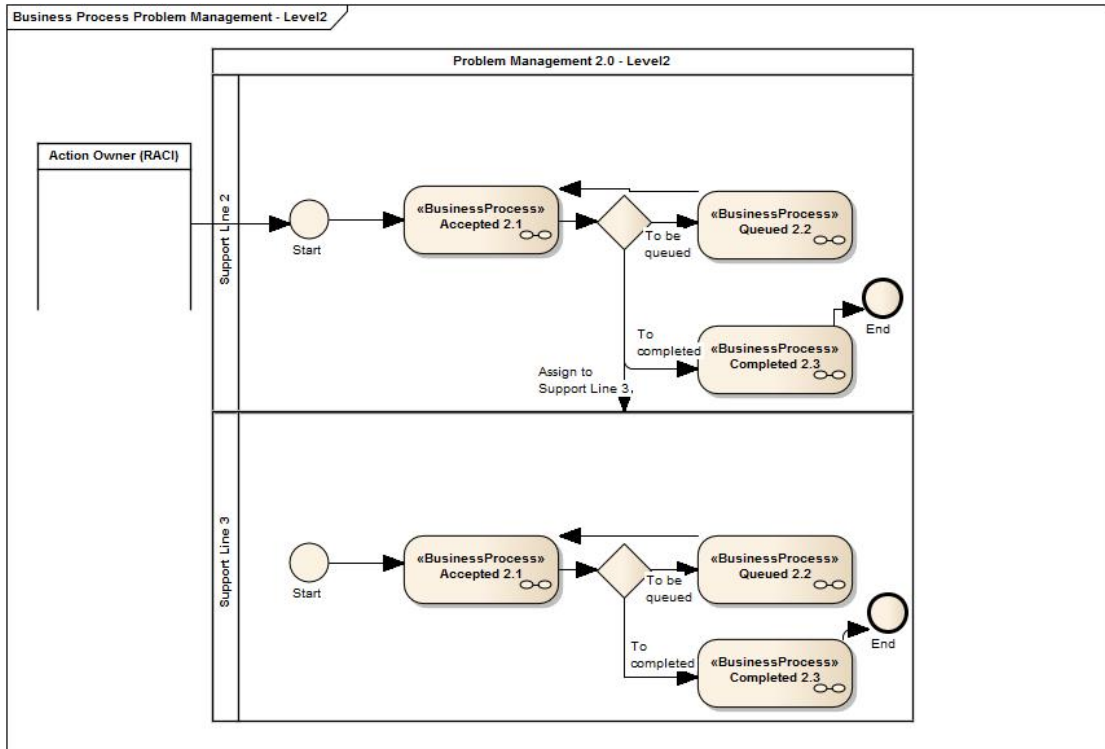 Business Process Problem Management - Level2
Problem Management 2.0 - Level2
Action Owner (RACI)
Support Line 2
Start
«BusinessProcess»
Accepted 2.1
To be
queued
«BusinessProcess»
Queued 2.2
End
To
completed
«BusinessProcess»
Completed 2.3
Assign to
Support Line 3.
Support Line 3
Start
«BusinessProcess»
Accepted 2.1
To be
queued
«BusinessProcess»
Queued 2.2
End
To
completed
«BusinessProcess»
Completed 2.3